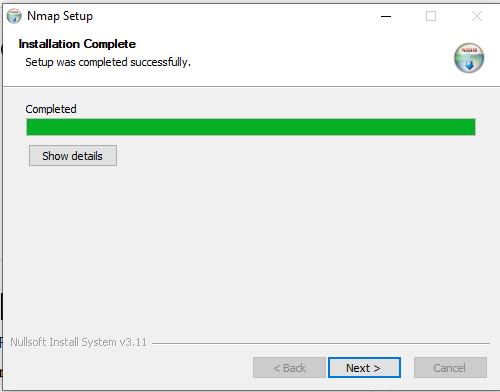 Nmap Setup
Installation Complete
Setup was completed successfully.
Completed
Show details
Nullsoft Install System v3.11
< Back
Next >
Cancel